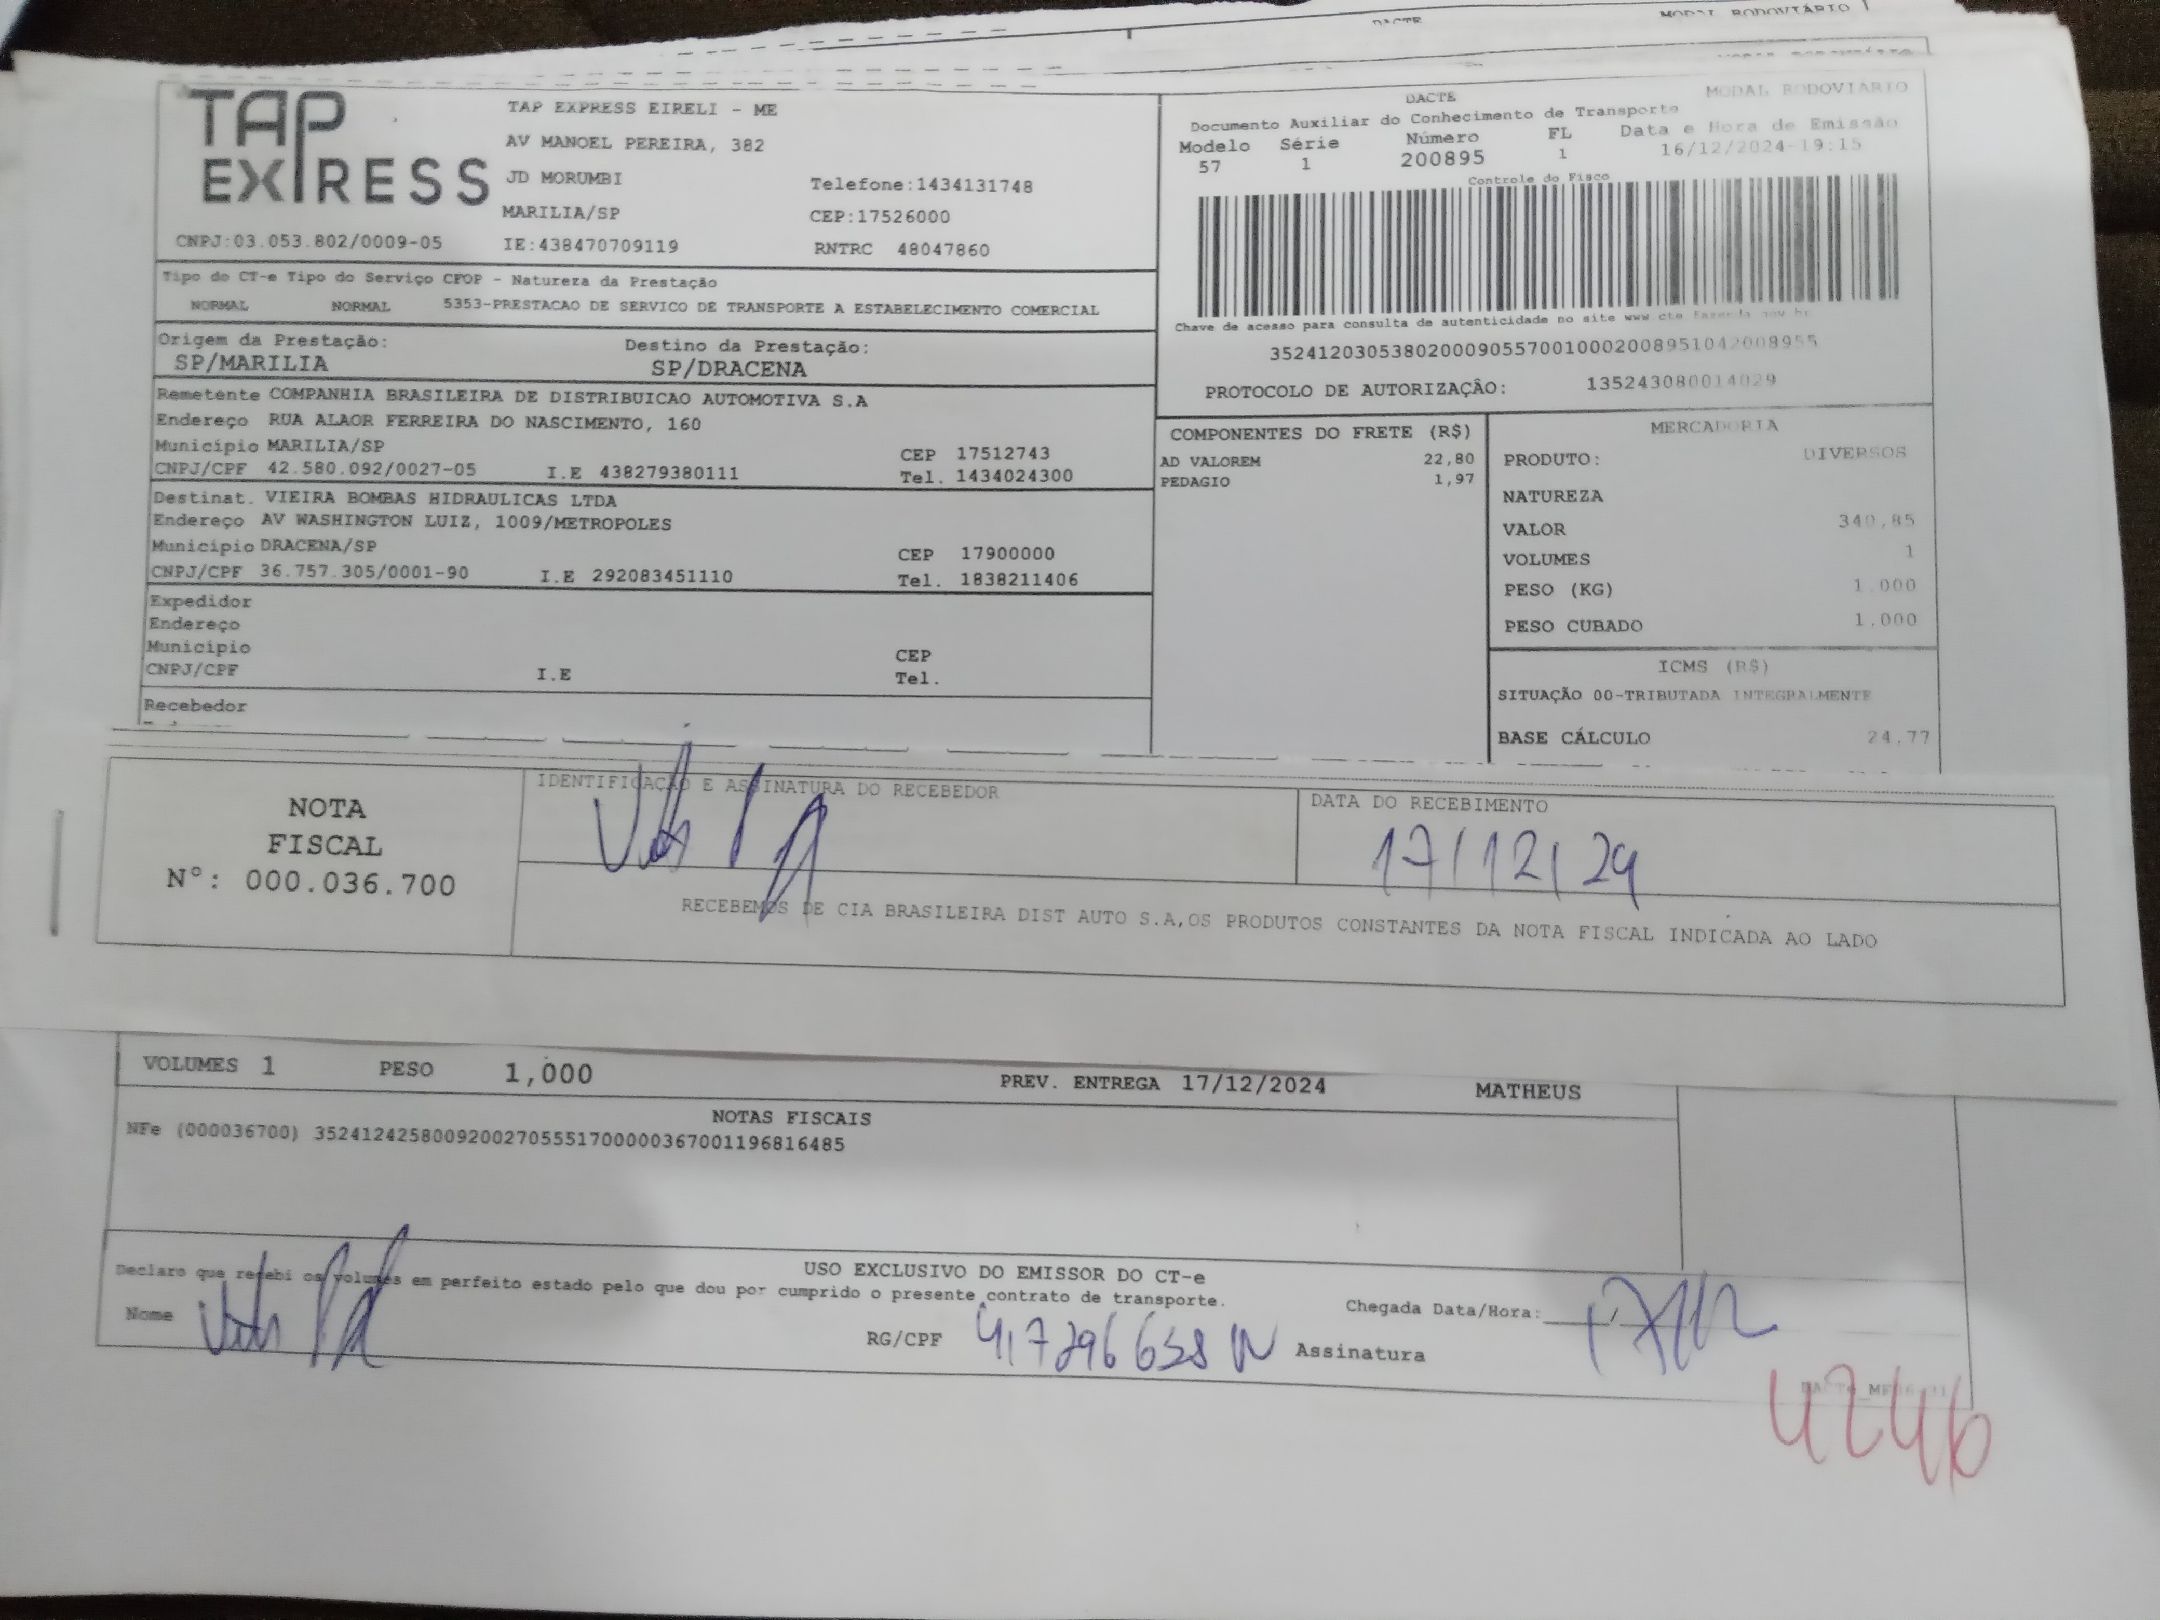 DACTE MODAL RODOVIÁRIO
TAP EXPRESS
TAP EXPRESS EIRELI - ME
AV MANOEL PEREIRA, 382
JD MORUMBI Telefone:1434131748
MARILIA/SP CEP:17526000
CNPJ:03.053.802/0009-05 IE:438470709119 RNTRC 48047860
DACTE MODAL RODOVIÁRIO
Documento Auxiliar do Conhecimento de Transporte
Modelo Série Número FL Data e Hora de Emissão
57 1 200895 1 16/12/2024-19:15
Controle do Fisco
Chave de acesso para consulta de autenticidade no site www.cte.fazenda.gov.br
35241203053802000905570010002008951042008955
PROTOCOLO DE AUTORIZAÇÃO: 135243080014029
Tipo do CT-e Tipo do Serviço CFOP - Natureza da Prestação
NORMAL NORMAL 5353-PRESTACAO DE SERVICO DE TRANSPORTE A ESTABELECIMENTO COMERCIAL
Origem da Prestação: Destino da Prestação:
SP/MARILIA SP/DRACENA
Remetente COMPANHIA BRASILEIRA DE DISTRIBUICAO AUTOMOTIVA S.A
Endereço RUA ALAOR FERREIRA DO NASCIMENTO, 160
Município MARILIA/SP CEP 17512743
CNPJ/CPF 42.580.092/0027-05 I.E 438279380111 Tel. 1434024300
Destinat. VIEIRA BOMBAS HIDRAULICAS LTDA
Endereço AV WASHINGTON LUIZ, 1009/METROPOLES
Município DRACENA/SP CEP 17900000
CNPJ/CPF 36.757.305/0001-90 I.E 292083451110 Tel. 1838211406
Expedidor
Endereço
Município CEP
CNPJ/CPF I.E Tel.
Recebedor
COMPONENTES DO FRETE (R$)
AD VALOREM 22,80
PEDAGIO 1,97
MERCADORIA
PRODUTO: DIVERSOS
NATUREZA
VALOR 340,85
VOLUMES 1
PESO (KG) 1,000
PESO CUBADO 1,000
ICMS (R$)
SITUAÇÃO 00-TRIBUTADA INTEGRALMENTE
BASE CÁLCULO 24,77
NOTA
FISCAL
N°: 000.036.700
IDENTIFICAÇÃO E ASSINATURA DO RECEBEDOR
DATA DO RECEBIMENTO
17/12/24
RECEBEMOS DE CIA BRASILEIRA DIST AUTO S.A,OS PRODUTOS CONSTANTES DA NOTA FISCAL INDICADA AO LADO
VOLUMES 1 PESO 1,000 PREV. ENTREGA 17/12/2024 MATHEUS
NOTAS FISCAIS
NFe (000036700) 35241242580092002705551700000367001196816485
USO EXCLUSIVO DO EMISSOR DO CT-e
Declaro que recebi os volumes em perfeito estado pelo que dou por cumprido o presente contrato de transporte.
Chegada Data/Hora: 17/12
Nome RG/CPF Assinatura
4246